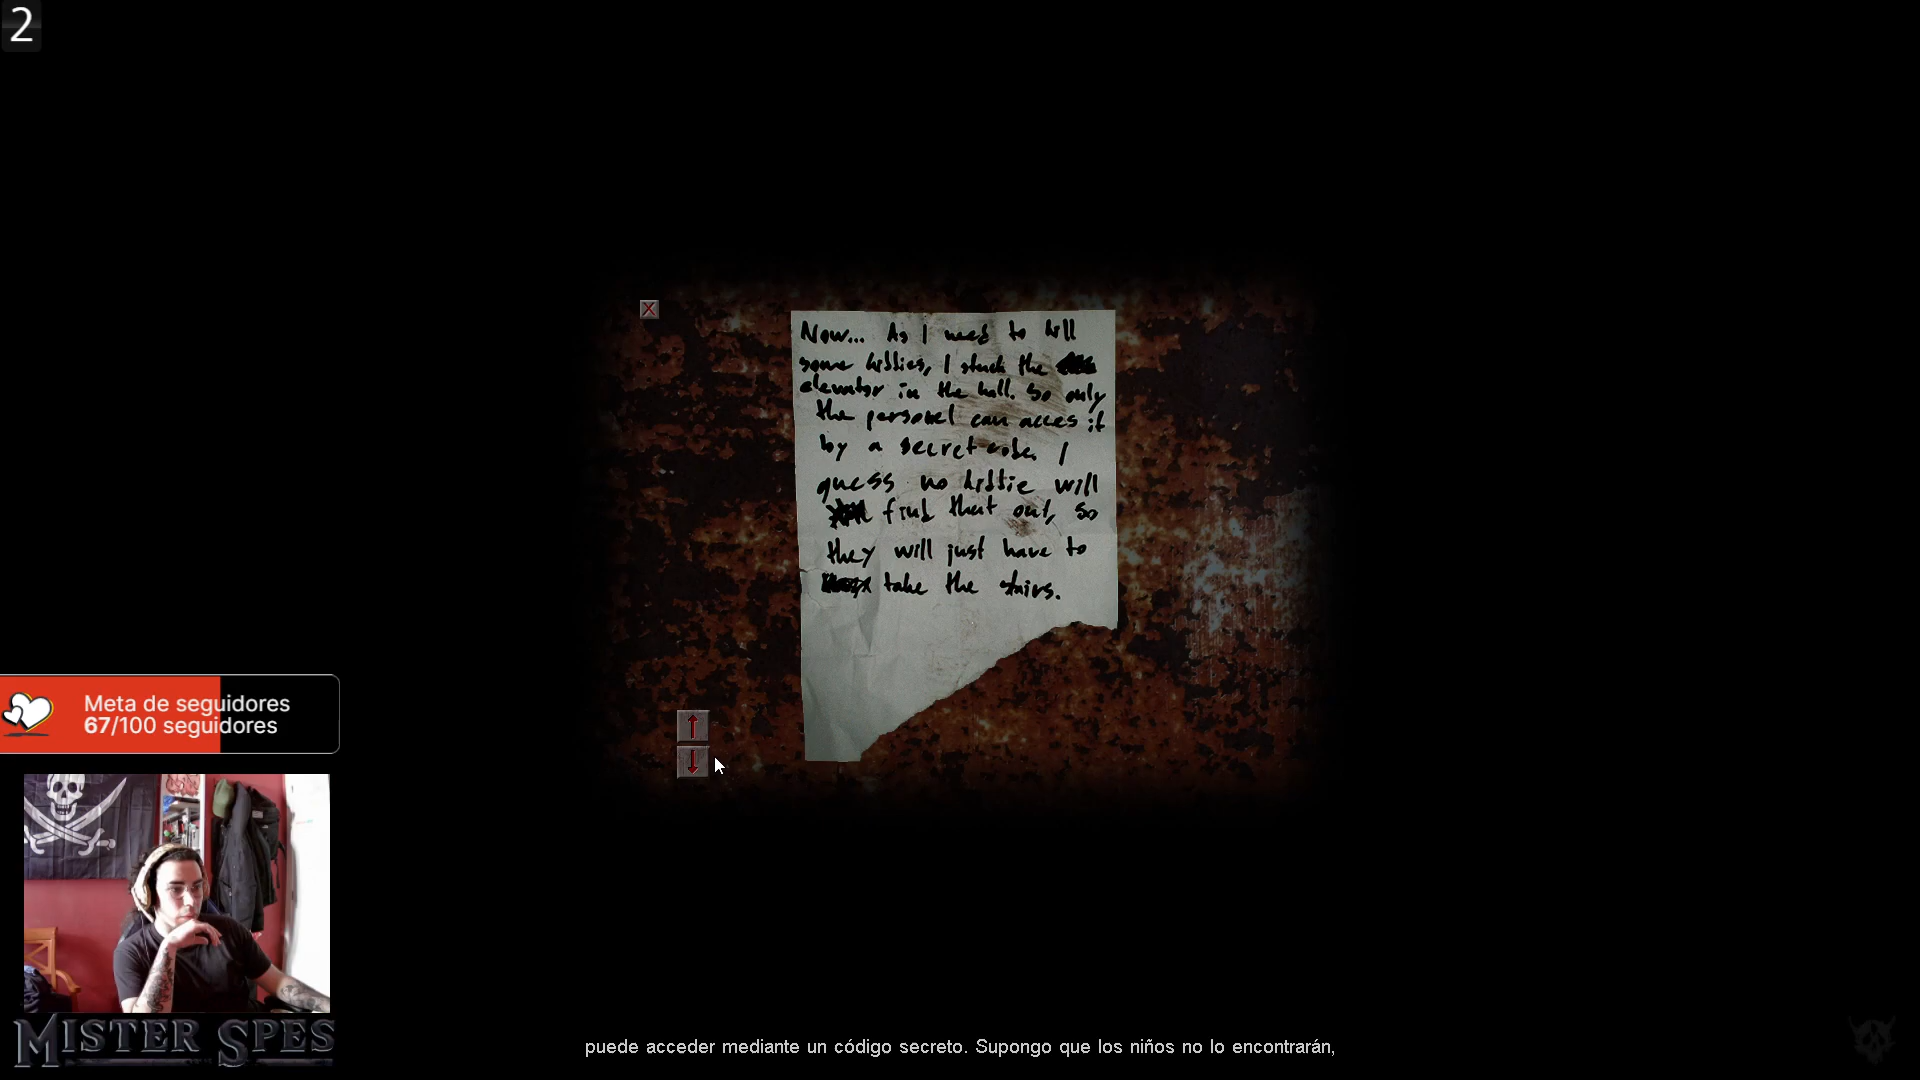 2
Now... As I need to kill
some kiddies, I stuck the
elevator in the hall. So only
the personel can acces it
by a secret code. I
guess no kiddie will
find that out, so
they will just have to
take the stairs.
Meta de seguidores
67/100 seguidores
MISTER SPES
puede acceder mediante un código secreto. Supongo que los niños no lo encontrarán,